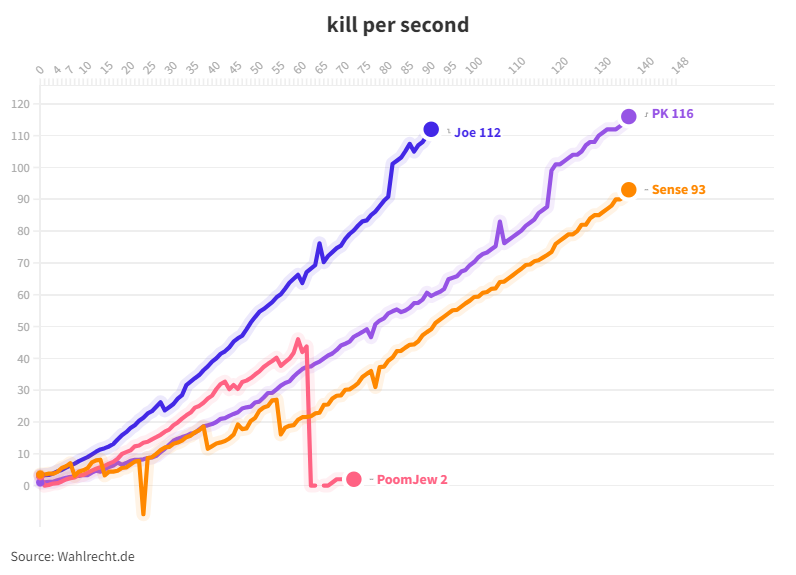 kill per second
0 4 7 10 15 20 25 30 35 40 45 50 55 60 65 70 75 80 85 90 95 100 110 120 130 140 148
120
110
100
90
80
70
60
50
40
30
20
10
0
Joe 112
PK 116
Sense 93
PoomJew 2
Source: Wahlrecht.de